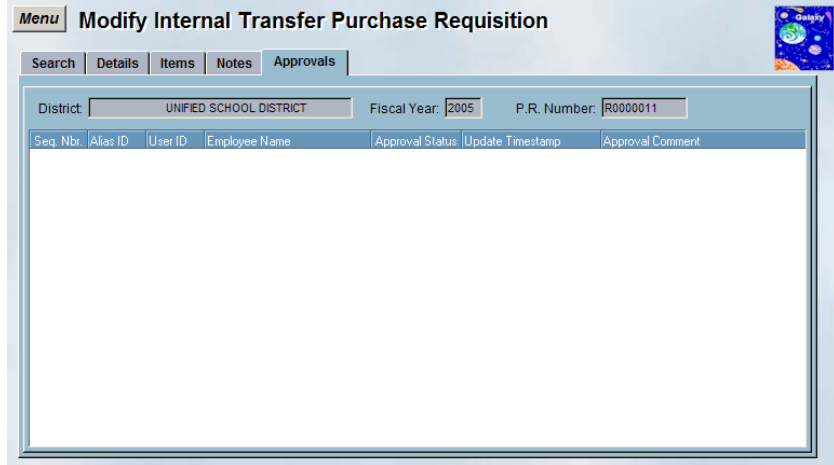 Menu Modify Internal Transfer Purchase Requisition
Galaxy
Search Details Items Notes Approvals
District: UNIFIED SCHOOL DISTRICT Fiscal Year: 2005 P.R. Number: R0000011
Seq. Nbr. Alias ID User ID Employee Name Approval Status Update Timestamp Approval Comment